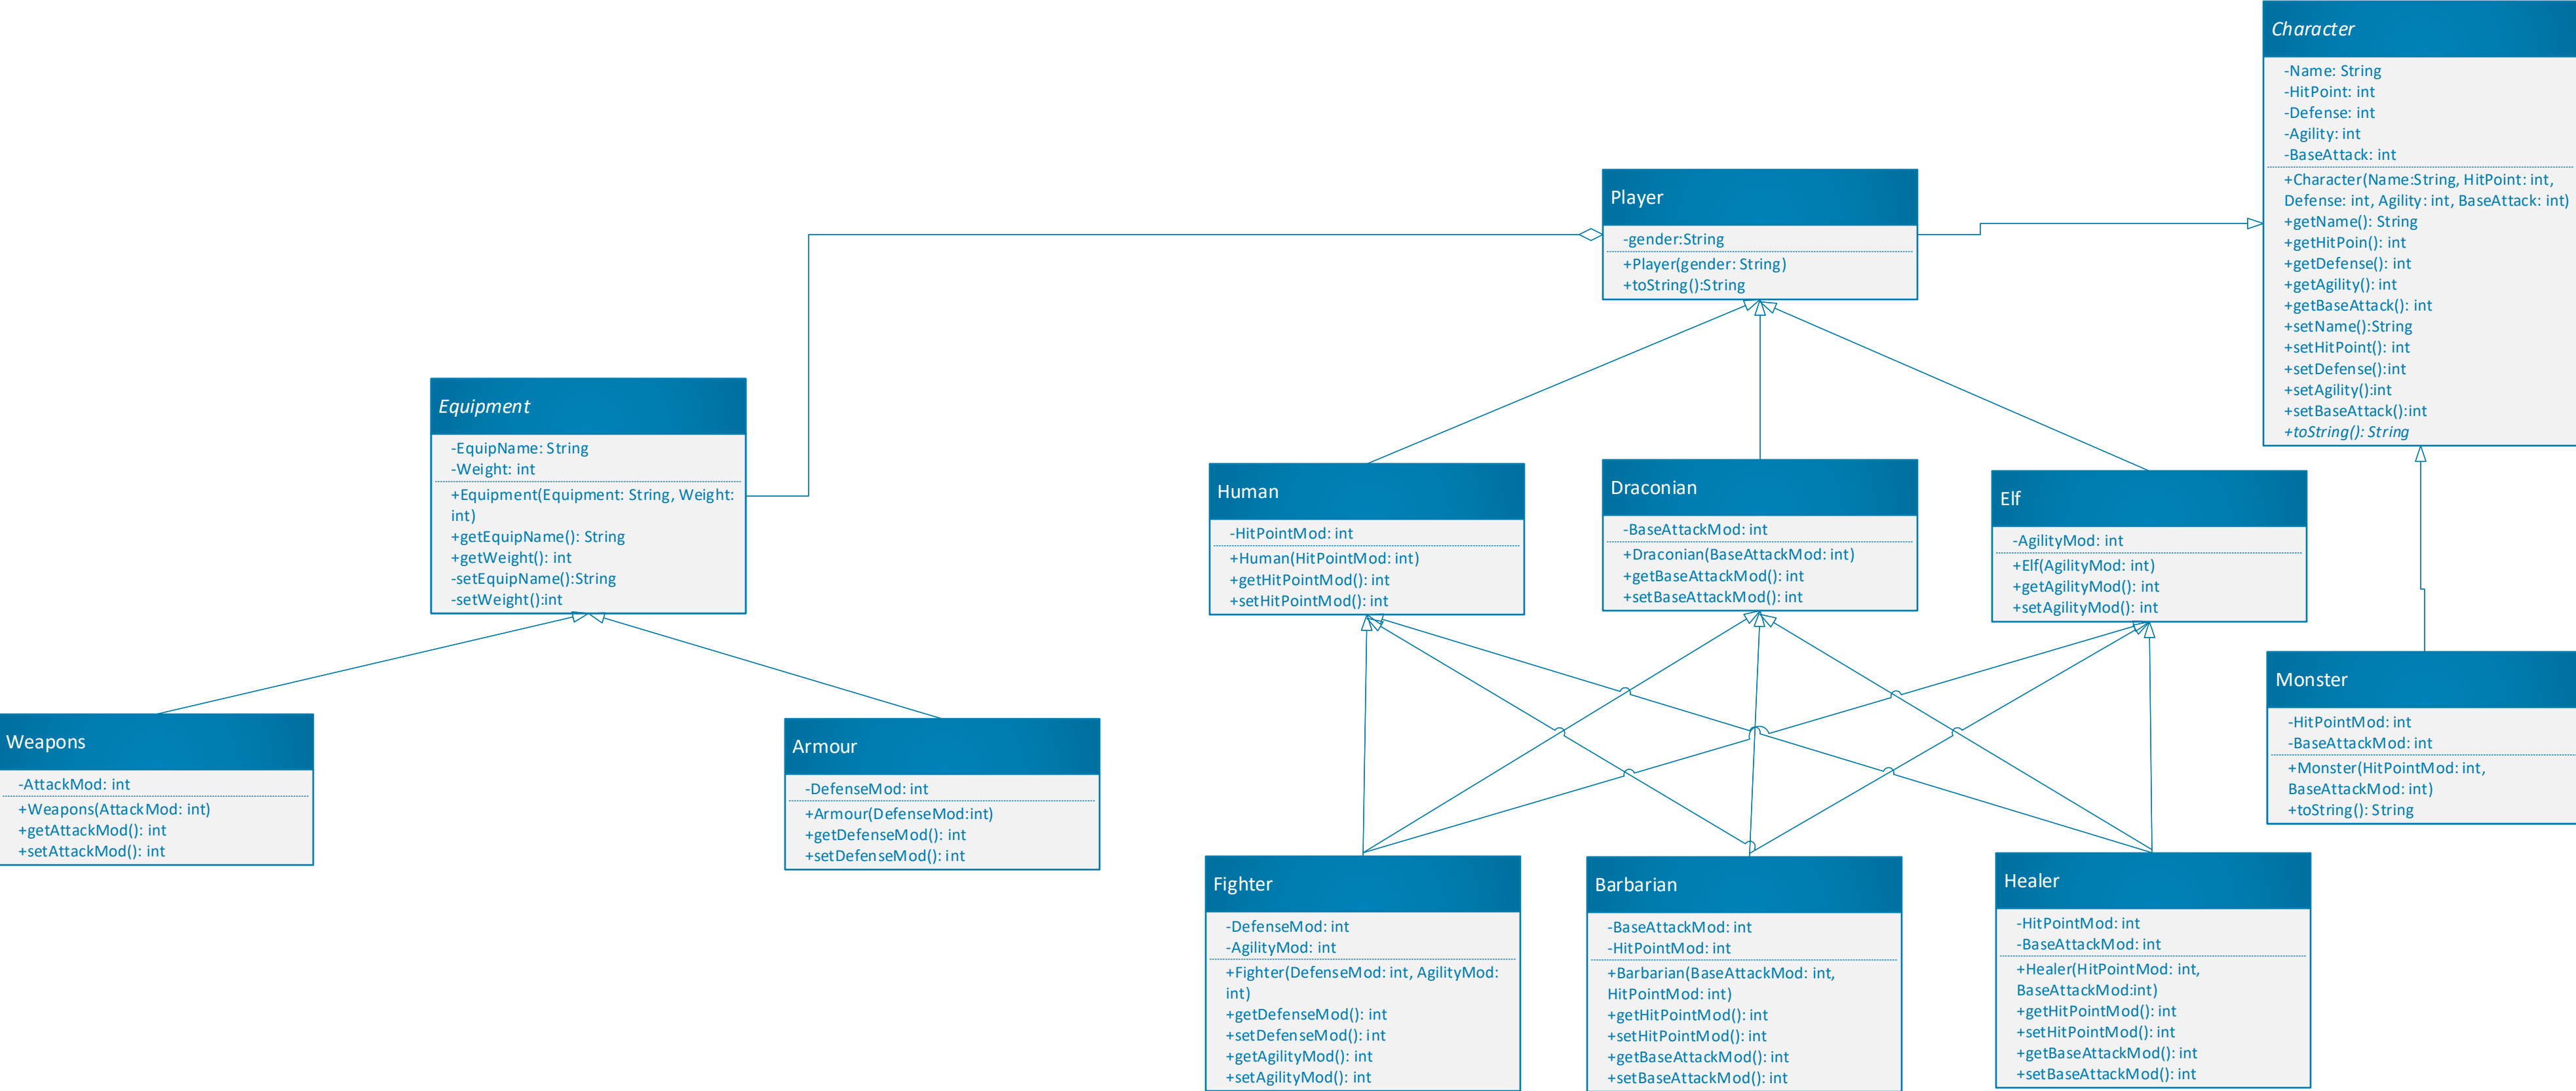 Character
-Name: String
-HitPoint: int
-Defense: int
-Agility: int
-BaseAttack: int
+Character(Name:String, HitPoint: int,
Defense: int, Agility: int, BaseAttack: int)
+getName(): String
+getHitPoin(): int
+getDefense(): int
+getAgility(): int
+getBaseAttack(): int
+setName():String
+setHitPoint(): int
+setDefense():int
+setAgility():int
+setBaseAttack():int
+toString(): String
Player
-gender:String
+Player(gender: String)
+toString():String
Equipment
-EquipName: String
-Weight: int
+Equipment(Equipment: String, Weight:
int)
+getEquipName(): String
+getWeight(): int
-setEquipName():String
-setWeight():int
Human
-HitPointMod: int
+Human(HitPointMod: int)
+getHitPointMod(): int
+setHitPointMod(): int
Draconian
-BaseAttackMod: int
+Draconian(BaseAttackMod: int)
+getBaseAttackMod(): int
+setBaseAttackMod(): int
Elf
-AgilityMod: int
+Elf(AgilityMod: int)
+getAgilityMod(): int
+setAgilityMod(): int
Monster
-HitPointMod: int
-BaseAttackMod: int
+Monster(HitPointMod: int,
BaseAttackMod: int)
+toString(): String
Weapons
-AttackMod: int
+Weapons(AttackMod: int)
+getAttackMod(): int
+setAttackMod(): int
Armour
-DefenseMod: int
+Armour(DefenseMod:int)
+getDefenseMod(): int
+setDefenseMod(): int
Fighter
-DefenseMod: int
-AgilityMod: int
+Fighter(DefenseMod: int, AgilityMod:
int)
+getDefenseMod(): int
+setDefenseMod(): int
+getAgilityMod(): int
+setAgilityMod(): int
Barbarian
-BaseAttackMod: int
-HitPointMod: int
+Barbarian(BaseAttackMod: int,
HitPointMod: int)
+getHitPointMod(): int
+setHitPointMod(): int
+getBaseAttackMod(): int
+setBaseAttackMod(): int
Healer
-HitPointMod: int
-BaseAttackMod: int
+Healer(HitPointMod: int,
BaseAttackMod:int)
+getHitPointMod(): int
+setHitPointMod(): int
+getBaseAttackMod(): int
+setBaseAttackMod(): int